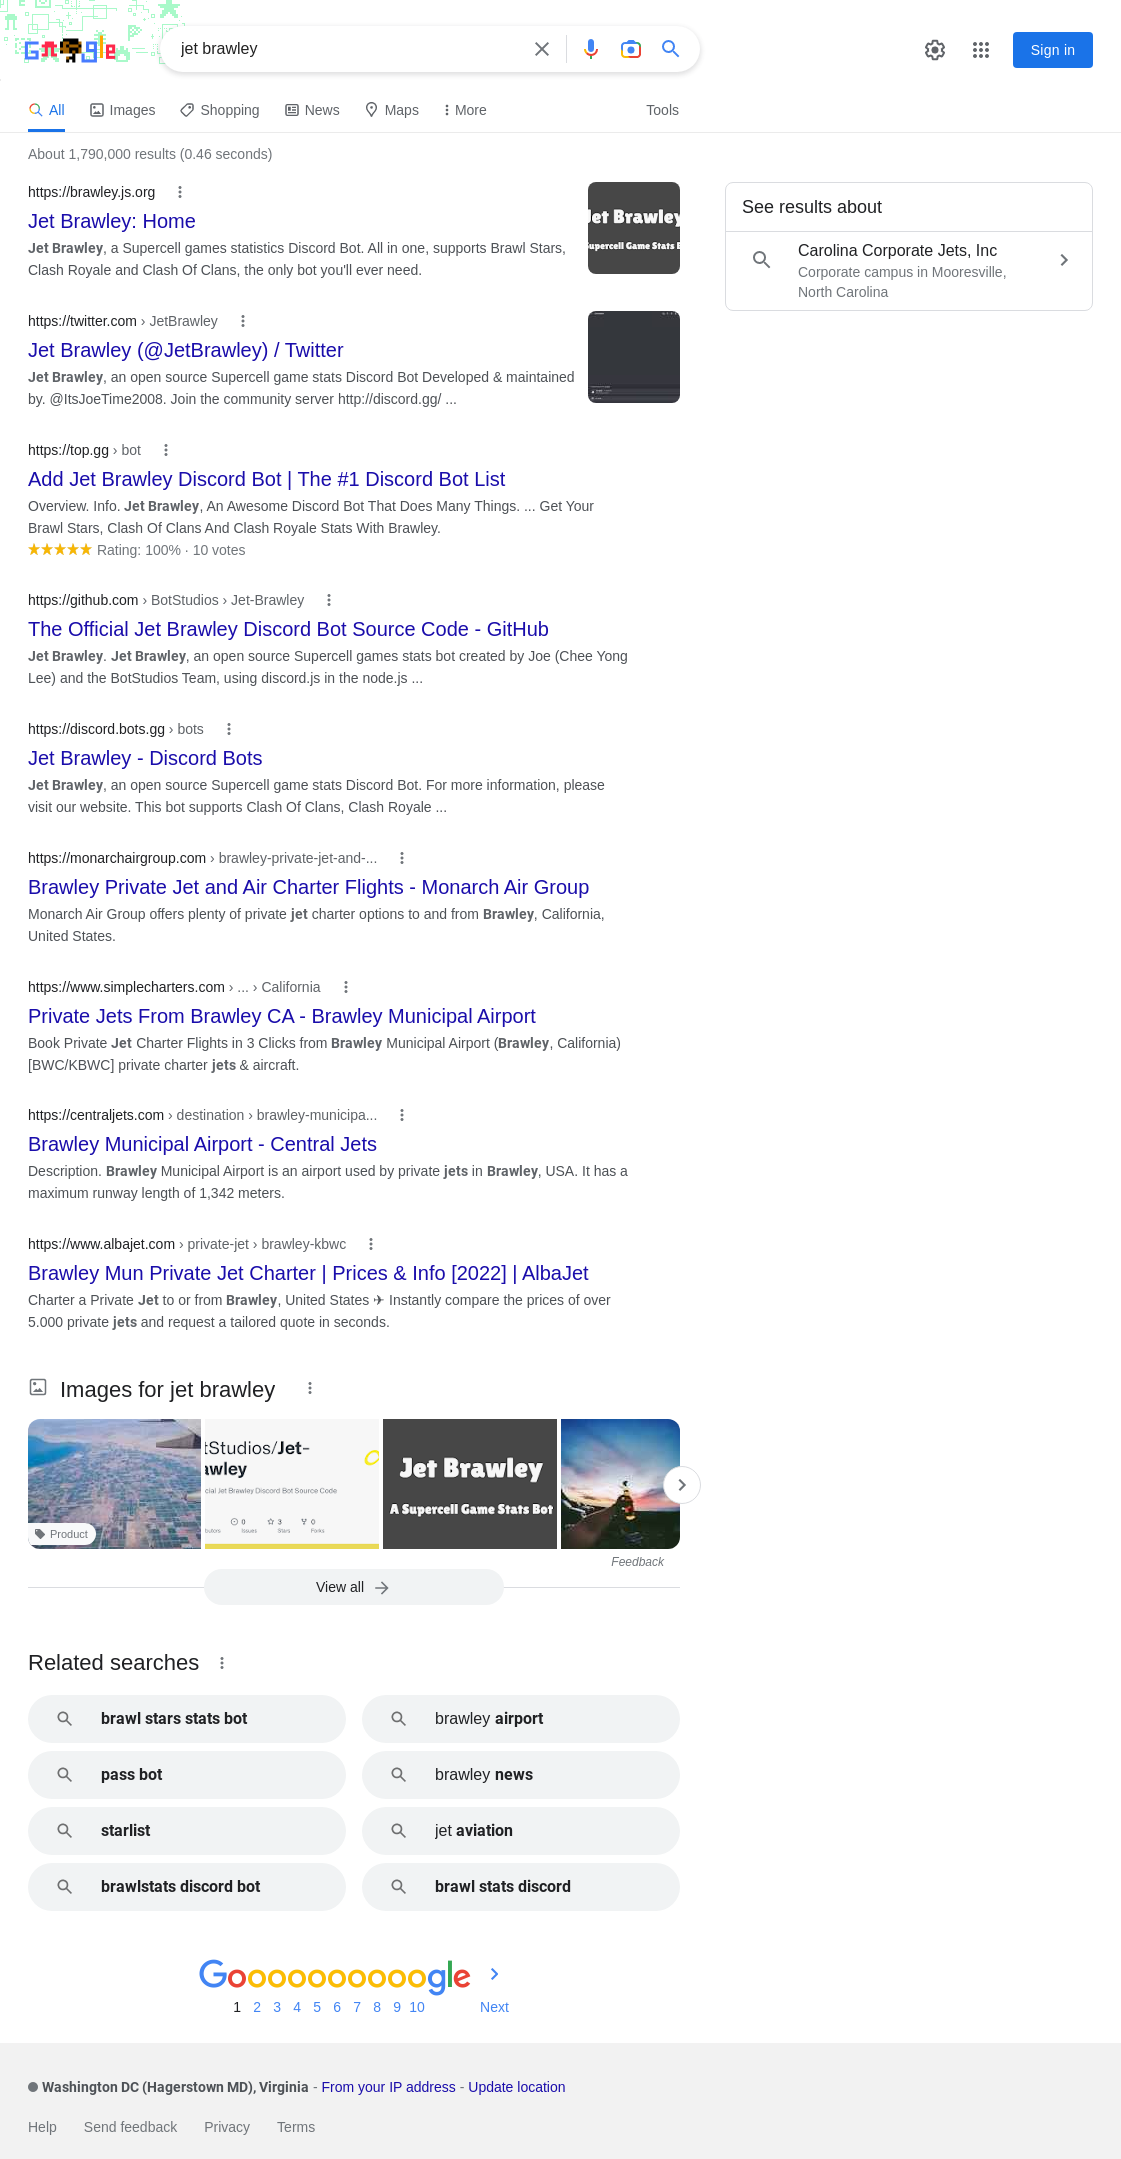 jet brawley
Sign in
All
Images
Shopping
News
Maps
More
Tools
About 1,790,000 results (0.46 seconds)
https://brawley.js.org
Jet Brawley: Home
Jet Brawley, a Supercell games statistics Discord Bot. All in one, supports Brawl Stars,
Clash Royale and Clash Of Clans, the only bot you'll ever need.
Jet Brawley
Supercell Game Stats B
See results about
Carolina Corporate Jets, Inc
Corporate campus in Mooresville,
North Carolina
https://twitter.com › JetBrawley
Jet Brawley (@JetBrawley) / Twitter
Jet Brawley, an open source Supercell game stats Discord Bot Developed & maintained
by. @ItsJoeTime2008. Join the community server http://discord.gg/ ...
https://top.gg › bot
Add Jet Brawley Discord Bot | The #1 Discord Bot List
Overview. Info. Jet Brawley, An Awesome Discord Bot That Does Many Things. ... Get Your
Brawl Stars, Clash Of Clans And Clash Royale Stats With Brawley.
Rating: 100% · 10 votes
https://github.com › BotStudios › Jet-Brawley
The Official Jet Brawley Discord Bot Source Code - GitHub
Jet Brawley. Jet Brawley, an open source Supercell games stats bot created by Joe (Chee Yong
Lee) and the BotStudios Team, using discord.js in the node.js ...
https://discord.bots.gg › bots
Jet Brawley - Discord Bots
Jet Brawley, an open source Supercell game stats Discord Bot. For more information, please
visit our website. This bot supports Clash Of Clans, Clash Royale ...
https://monarchairgroup.com › brawley-private-jet-and-...
Brawley Private Jet and Air Charter Flights - Monarch Air Group
Monarch Air Group offers plenty of private jet charter options to and from Brawley, California,
United States.
https://www.simplecharters.com › ... › California
Private Jets From Brawley CA - Brawley Municipal Airport
Book Private Jet Charter Flights in 3 Clicks from Brawley Municipal Airport (Brawley, California)
[BWC/KBWC] private charter jets & aircraft.
https://centraljets.com › destination › brawley-municipa...
Brawley Municipal Airport - Central Jets
Description. Brawley Municipal Airport is an airport used by private jets in Brawley, USA. It has a
maximum runway length of 1,342 meters.
https://www.albajet.com › private-jet › brawley-kbwc
Brawley Mun Private Jet Charter | Prices & Info [2022] | AlbaJet
Charter a Private Jet to or from Brawley, United States ✈ Instantly compare the prices of over
5.000 private jets and request a tailored quote in seconds.
Images for jet brawley
Product
tStudios/Jet-
awley
cial Jet Brawley Discord Bot Source Code
0
3
0
Issues
Stars
Forks
Jet Brawley
A Supercell Game Stats Bot
Feedback
View all
Related searches
brawl stars stats bot
brawley airport
pass bot
brawley news
starlist
jet aviation
brawlstats discord bot
brawl stats discord
Goooooooooogle
1 2 3 4 5 6 7 8 9 10 Next
Washington DC (Hagerstown MD), Virginia - From your IP address - Update location
Help
Send feedback
Privacy
Terms